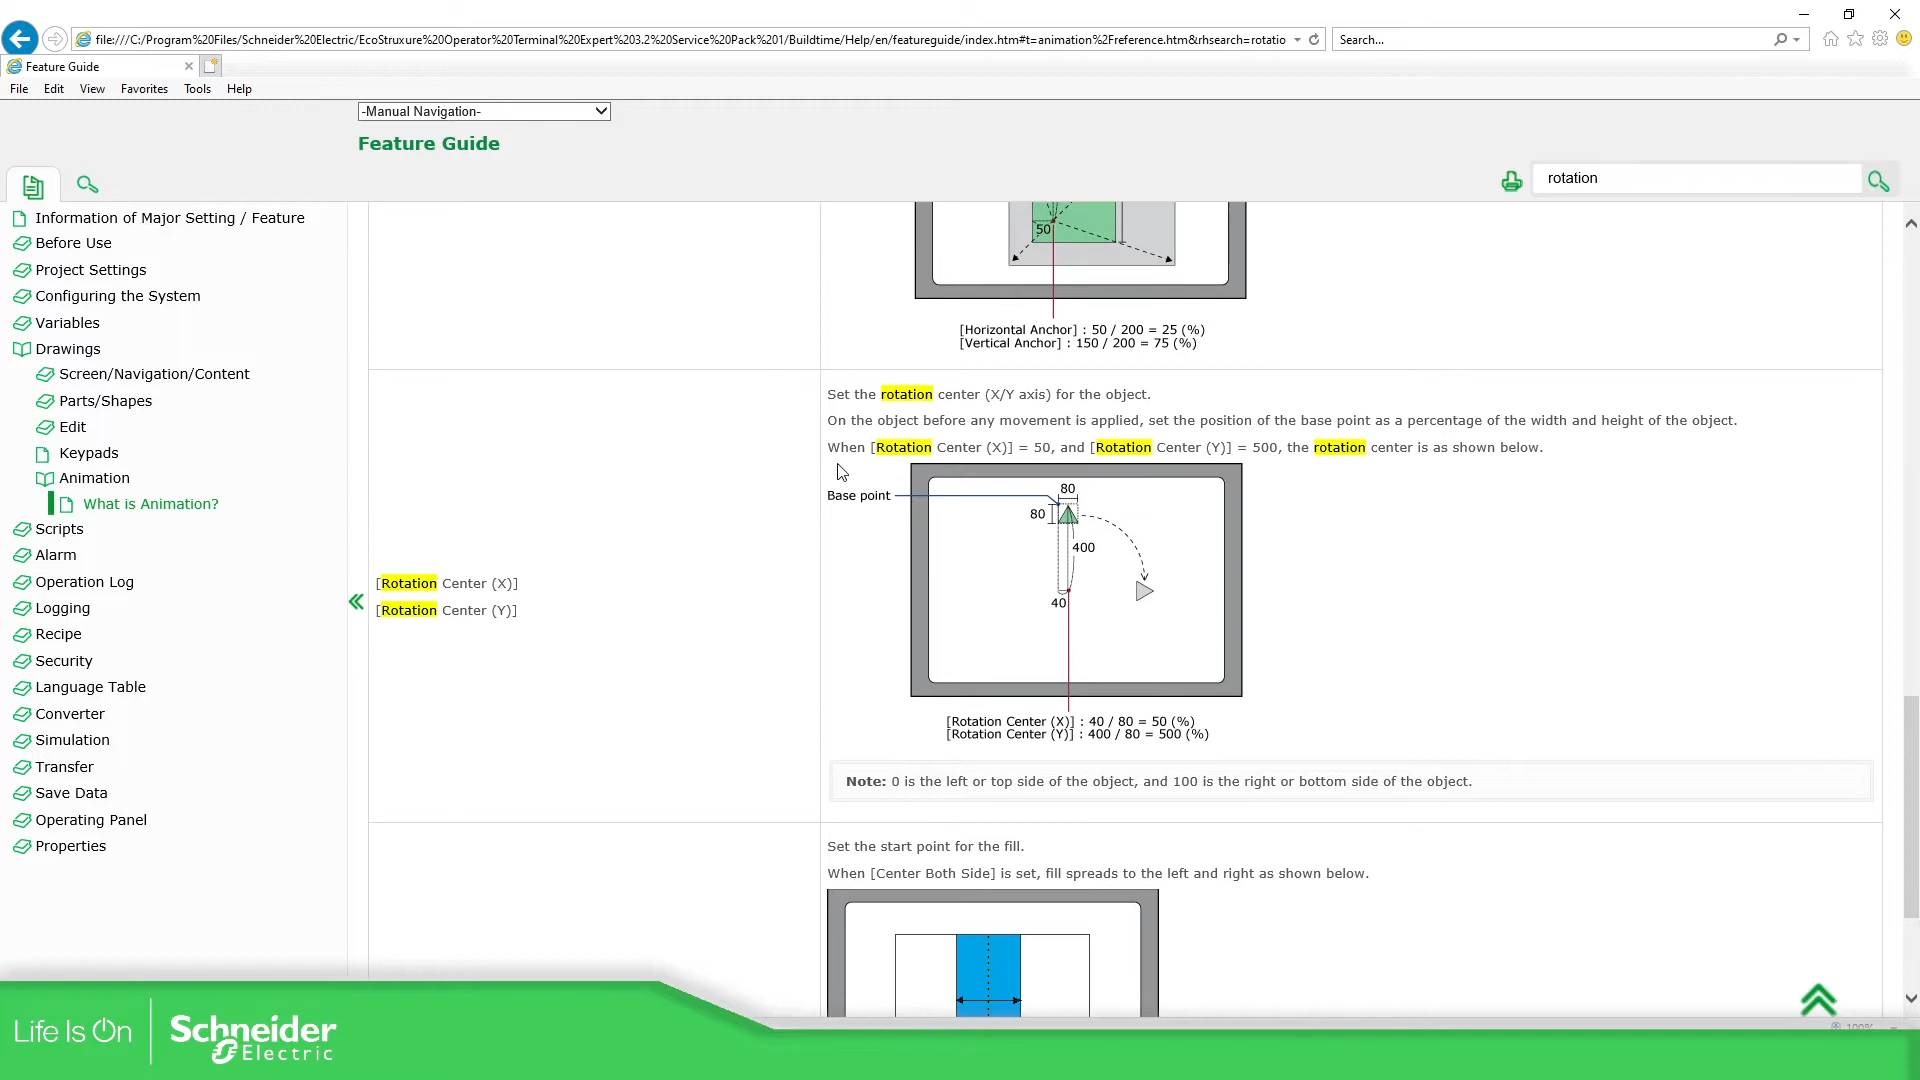 file:///C:/Program%20Files/Schneider%20Electric/EcoStruxure%20Operator%20Terminal%20Expert%203.2%20Service%20Pack%201/Buildtime/Help/en/featureguide/index.htm#t=animation%2Freference.htm&rhsearch=rotatio
Search...
Feature Guide
File Edit View Favorites Tools Help
-Manual Navigation-
Feature Guide
rotation
Information of Major Setting / Feature
Before Use
Project Settings
Configuring the System
Variables
Drawings
Screen/Navigation/Content
Parts/Shapes
Edit
Keypads
Animation
What is Animation?
Scripts
Alarm
Operation Log
Logging
Recipe
Security
Language Table
Converter
Simulation
Transfer
Save Data
Operating Panel
Properties
50
[Horizontal Anchor] : 50 / 200 = 25 (%)
[Vertical Anchor] : 150 / 200 = 75 (%)
[Rotation Center (X)]
[Rotation Center (Y)]
Set the rotation center (X/Y axis) for the object.
On the object before any movement is applied, set the position of the base point as a percentage of the width and height of the object.
When [Rotation Center (X)] = 50, and [Rotation Center (Y)] = 500, the rotation center is as shown below.
Base point
80
80
400
40
[Rotation Center (X)] : 40 / 80 = 50 (%)
[Rotation Center (Y)] : 400 / 80 = 500 (%)
Note: 0 is the left or top side of the object, and 100 is the right or bottom side of the object.
Set the start point for the fill.
When [Center Both Side] is set, fill spreads to the left and right as shown below.
100%
Life Is On
Schneider
Electric